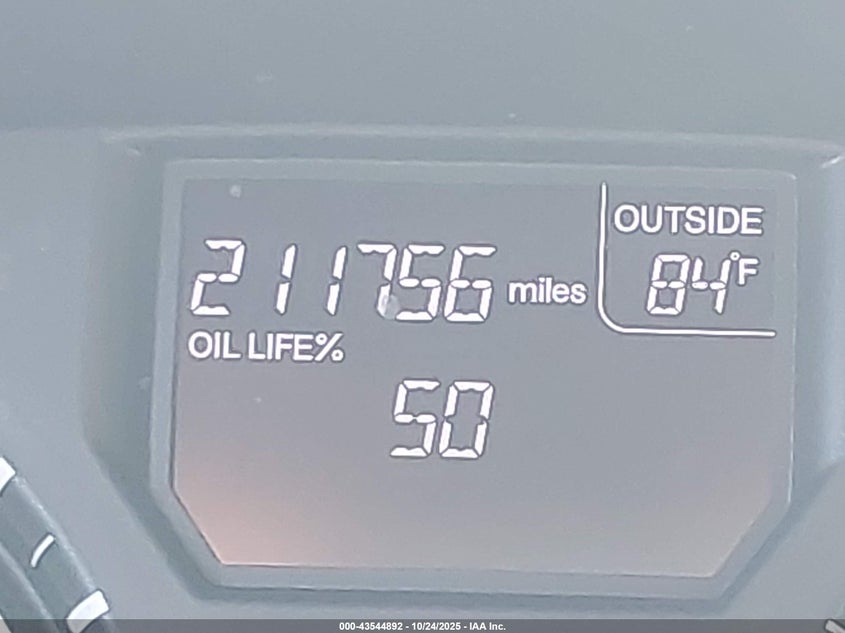 OUTSIDE
211756 miles 84°F
OIL LIFE%
50
000-43544892 - 10/24/2025 - IAA Inc.